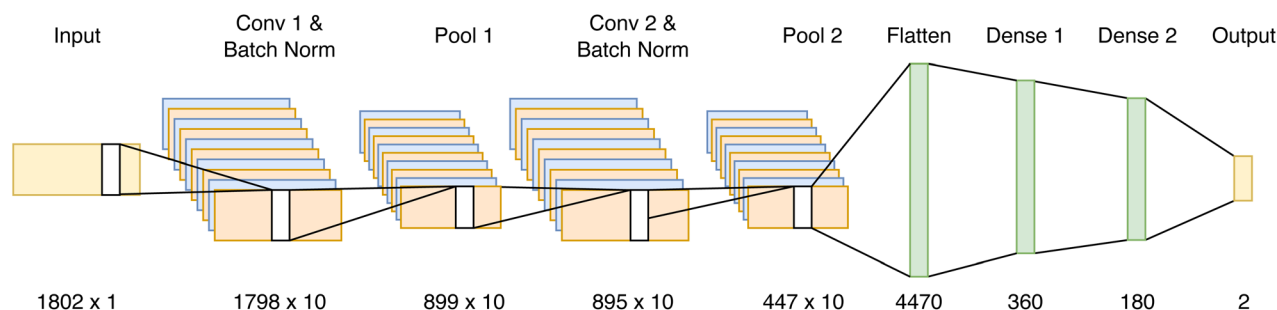 Input
Conv 1 &
Batch Norm
Pool 1
Conv 2 &
Batch Norm
Pool 2
Flatten
Dense 1
Dense 2
Output
1802 x 1
1798 x 10
899 x 10
895 x 10
447 x 10
4470
360
180
2